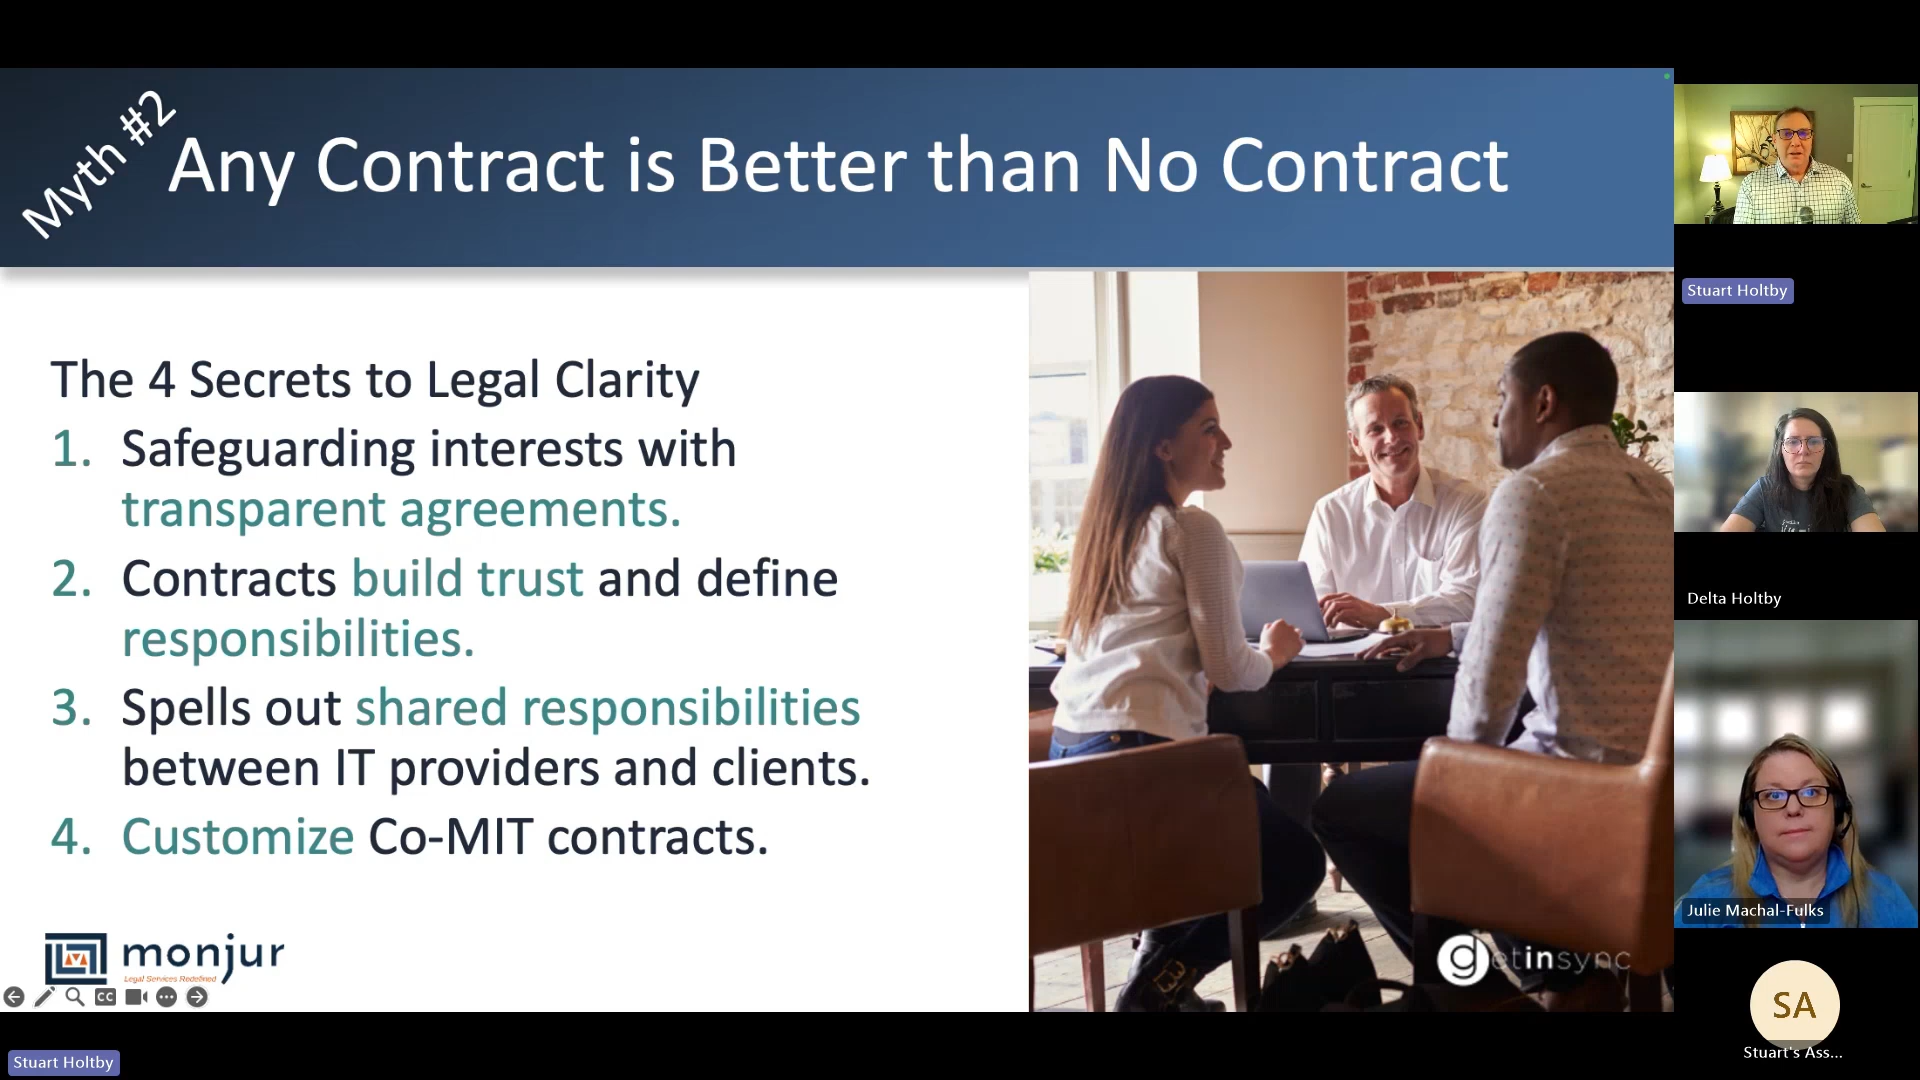 Myth #2
Any Contract is Better than No Contract
The 4 Secrets to Legal Clarity
1. Safeguarding interests with
transparent agreements.
2. Contracts build trust and define
responsibilities.
3. Spells out shared responsibilities
between IT providers and clients.
4. Customize Co-MIT contracts.
monjur
Legal Services Redefined
getinsync
CC
Stuart Holtby
Stuart Holtby
Delta Holtby
Julie Machal-Fulks
SA
Stuart's Ass...